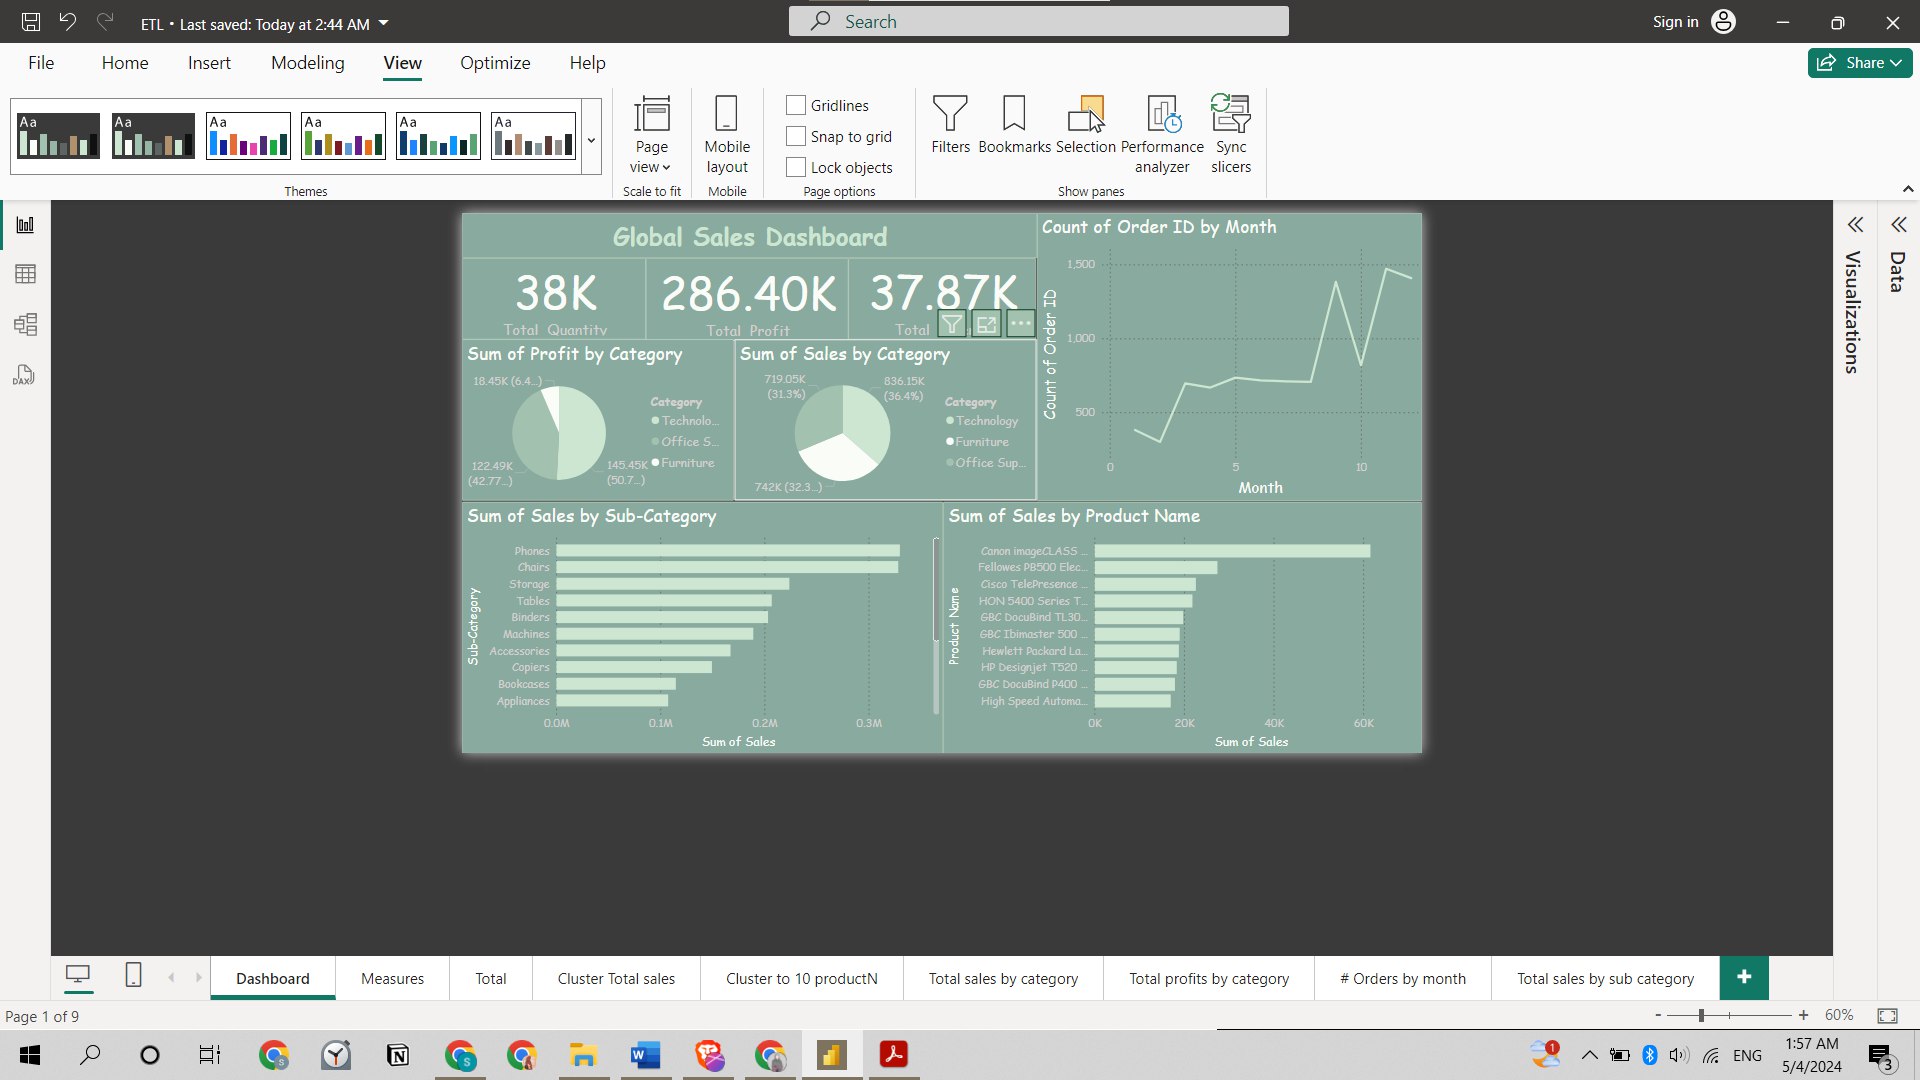 ETL • Last saved: Today at 2:44 AM
Search
Sign in
File Home Insert Modeling View Optimize Help
Share
Aa Aa Aa Aa Aa Aa
Themes
Page view
Scale to fit
Mobile layout
Mobile
Gridlines
Snap to grid
Lock objects
Page options
Filters
Bookmarks
Selection
Performance analyzer
Sync slicers
Show panes
DAX
Global Sales Dashboard
38K
Total Quantity
286.40K
Total Profit
37.87K
Total
Count of Order ID by Month
Count of Order ID
1,500
1,000
500
0 5 10
Month
Sum of Profit by Category
18.45K (6.4...)
122.49K
(42.77...)
145.45K
(50.7...)
Category
Technolo...
Office S...
Furniture
Sum of Sales by Category
719.05K
(31.3%)
836.15K
(36.4%)
742K (32.3...)
Category
Technology
Furniture
Office Sup...
Sum of Sales by Sub-Category
Sub-Category
Phones
Chairs
Storage
Tables
Binders
Machines
Accessories
Copiers
Bookcases
Appliances
0.0M 0.1M 0.2M 0.3M
Sum of Sales
Sum of Sales by Product Name
Product Name
Canon imageCLASS ...
Fellowes PB500 Elec...
Cisco TelePresence ...
HON 5400 Series T...
GBC DocuBind TL30...
GBC Ibimaster 500 ...
Hewlett Packard La...
HP Designjet T520 ...
GBC DocuBind P400 ...
High Speed Automa...
0K 20K 40K 60K
Sum of Sales
Visualizations
Data
Dashboard Measures Total Cluster Total sales Cluster to 10 productN Total sales by category Total profits by category # Orders by month Total sales by sub category
Page 1 of 9
- + 60%
1
ENG
1:57 AM
5/4/2024
3